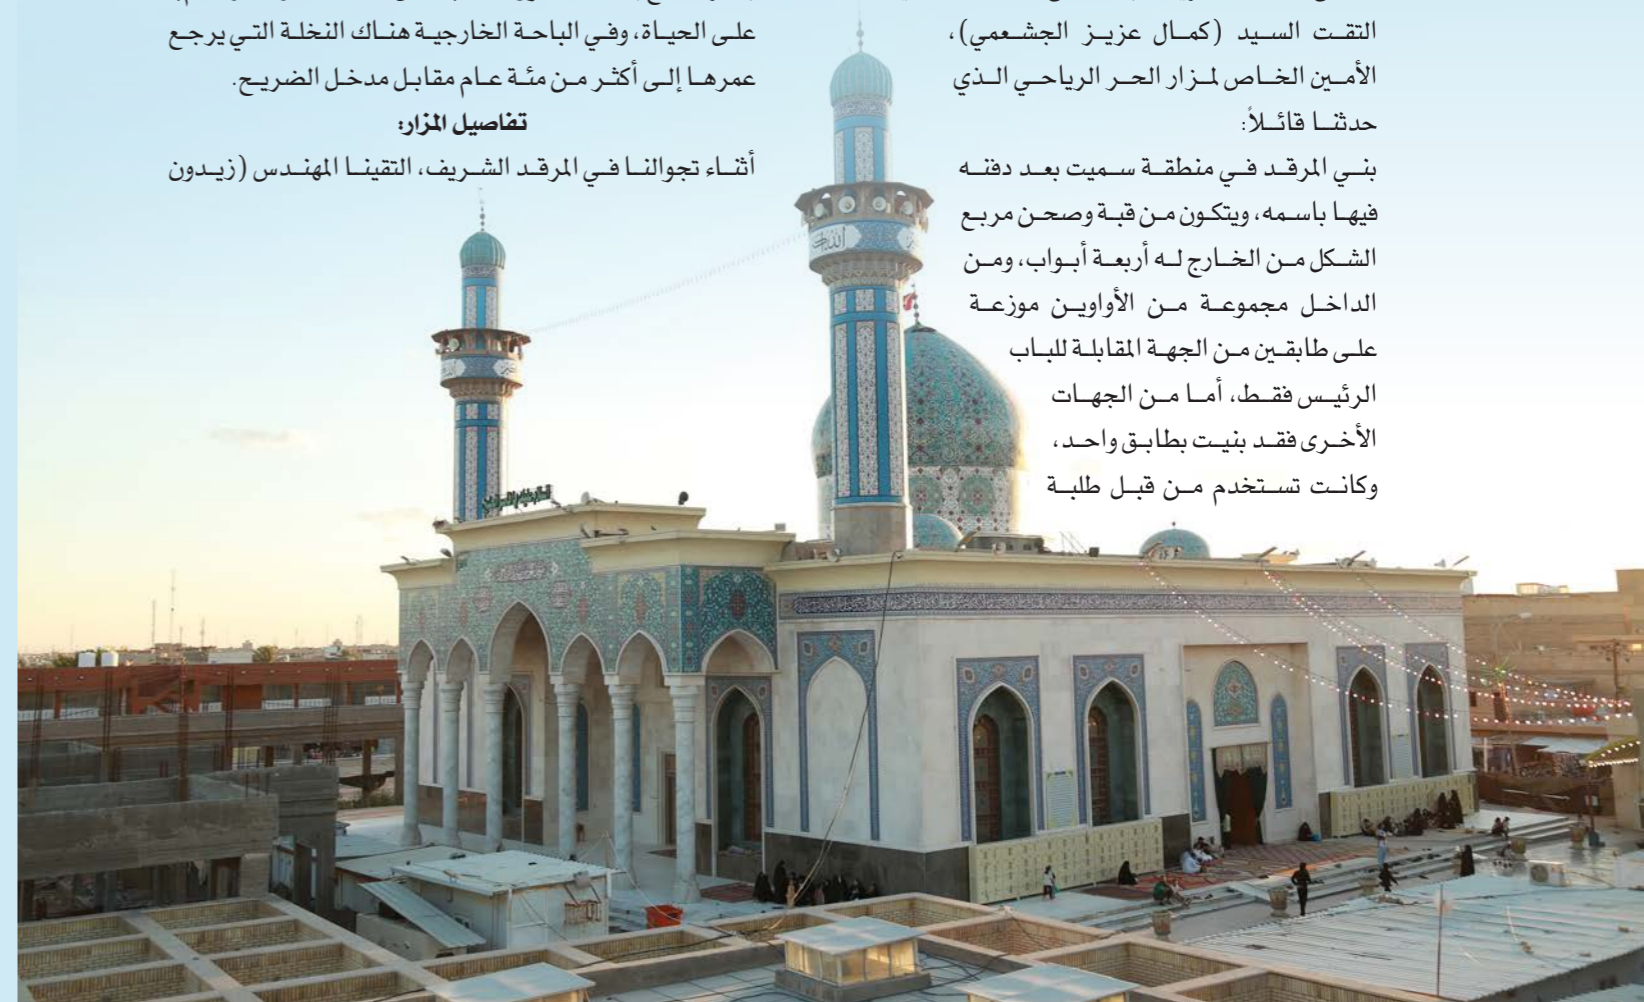 التقت السيد (كمال عزيز الجشعمي)،
الأمين الخاص لمزار الحر الرياحي الذي
حدثنا قائلاً:
بني المرقد في منطقة سميت بعد دفنه
فيها باسمه، ويتكون من قبة وصحن مربع
الشكل من الخارج له أربعة أبواب، ومن
الداخل مجموعة من الأواوين موزعة
على طابقين من الجهة المقابلة للباب
الرئيس فقط، أما من الجهات
الأخرى فقد بنيت بطابق واحد،
وكانت تستخدم من قبل طلبة
على الحياة، وفي الباحة الخارجية هناك النخلة التي يرجع
عمرها إلى أكثر من مئة عام مقابل مدخل الضريح.
تفاصيل المزار:
أثناء تجوالنا في المرقد الشريف، التقينا المهندس (زيدون